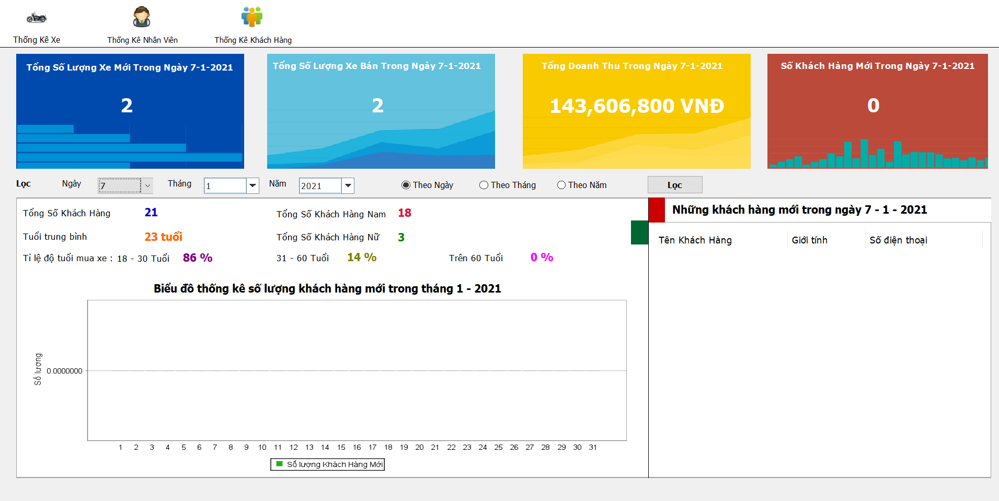 Thống Kê Xe
Thống Kê Nhân Viên
Thống Kê Khách Hàng
Tổng Số Lượng Xe Mới Trong Ngày 7-1-2021
2
Tổng Số Lượng Xe Bán Trong Ngày 7-1-2021
2
Tổng Doanh Thu Trong Ngày 7-1-2021
143,606,800 VNĐ
Số Khách Hàng Mới Trong Ngày 7-1-2021
0
Lọc
Ngày
7
Tháng
1
Năm
2021
Theo Ngày
Theo Tháng
Theo Năm
Lọc
Tổng Số Khách Hàng 21
Tổng Số Khách Hàng Nam 18
Tuổi trung bình 23 tuổi
Tổng Số Khách Hàng Nữ 3
Tỉ lệ độ tuổi mua xe : 18 - 30 Tuổi 86 %
31 - 60 Tuổi 14 %
Trên 60 Tuổi 0 %
Biểu đồ thống kê số lượng khách hàng mới trong tháng 1 - 2021
Số lượng
0.0000000
1 2 3 4 5 6 7 8 9 10 11 12 13 14 15 16 17 18 19 20 21 22 23 24 25 26 27 28 29 30 31
Số lượng Khách Hàng Mới
Những khách hàng mới trong ngày 7 - 1 - 2021
Tên Khách Hàng
Giới tính
Số điện thoại